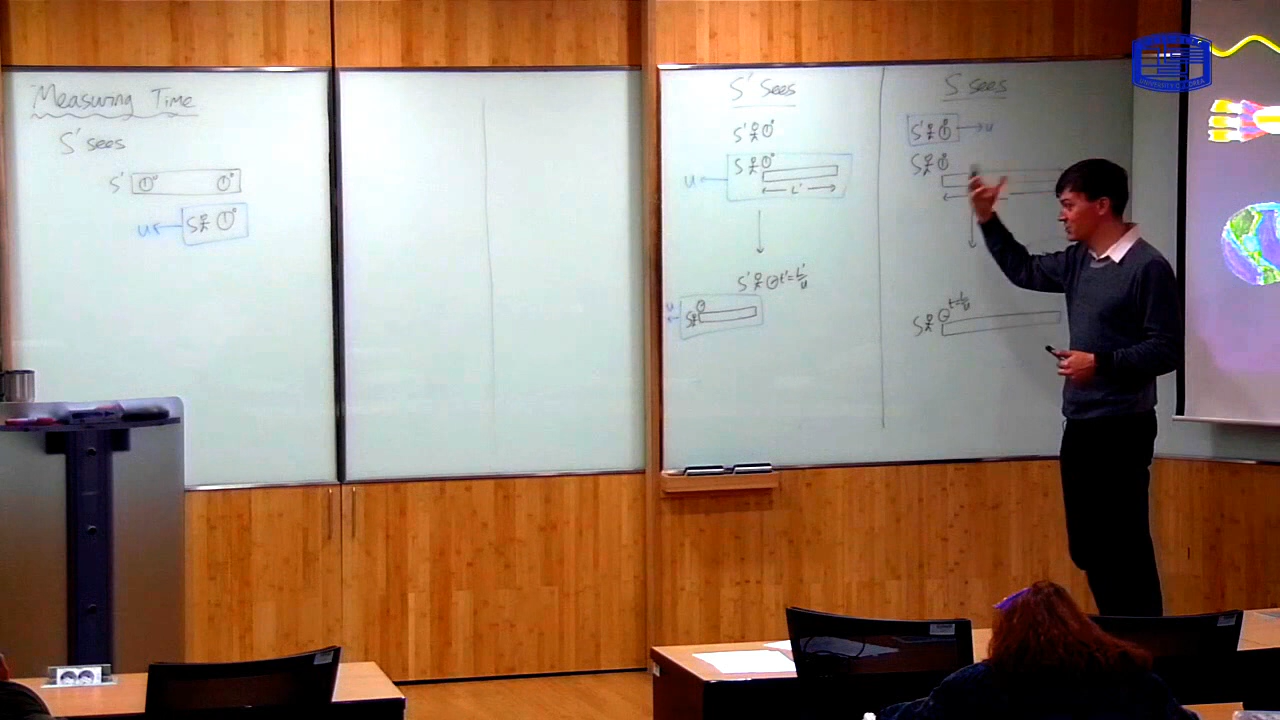 Measuring Time
S' sees
S'
u S
S' sees
S'
S
u
L'
S' t'=L'/u
u
S
S sees
S' u
S
t=L/u
S